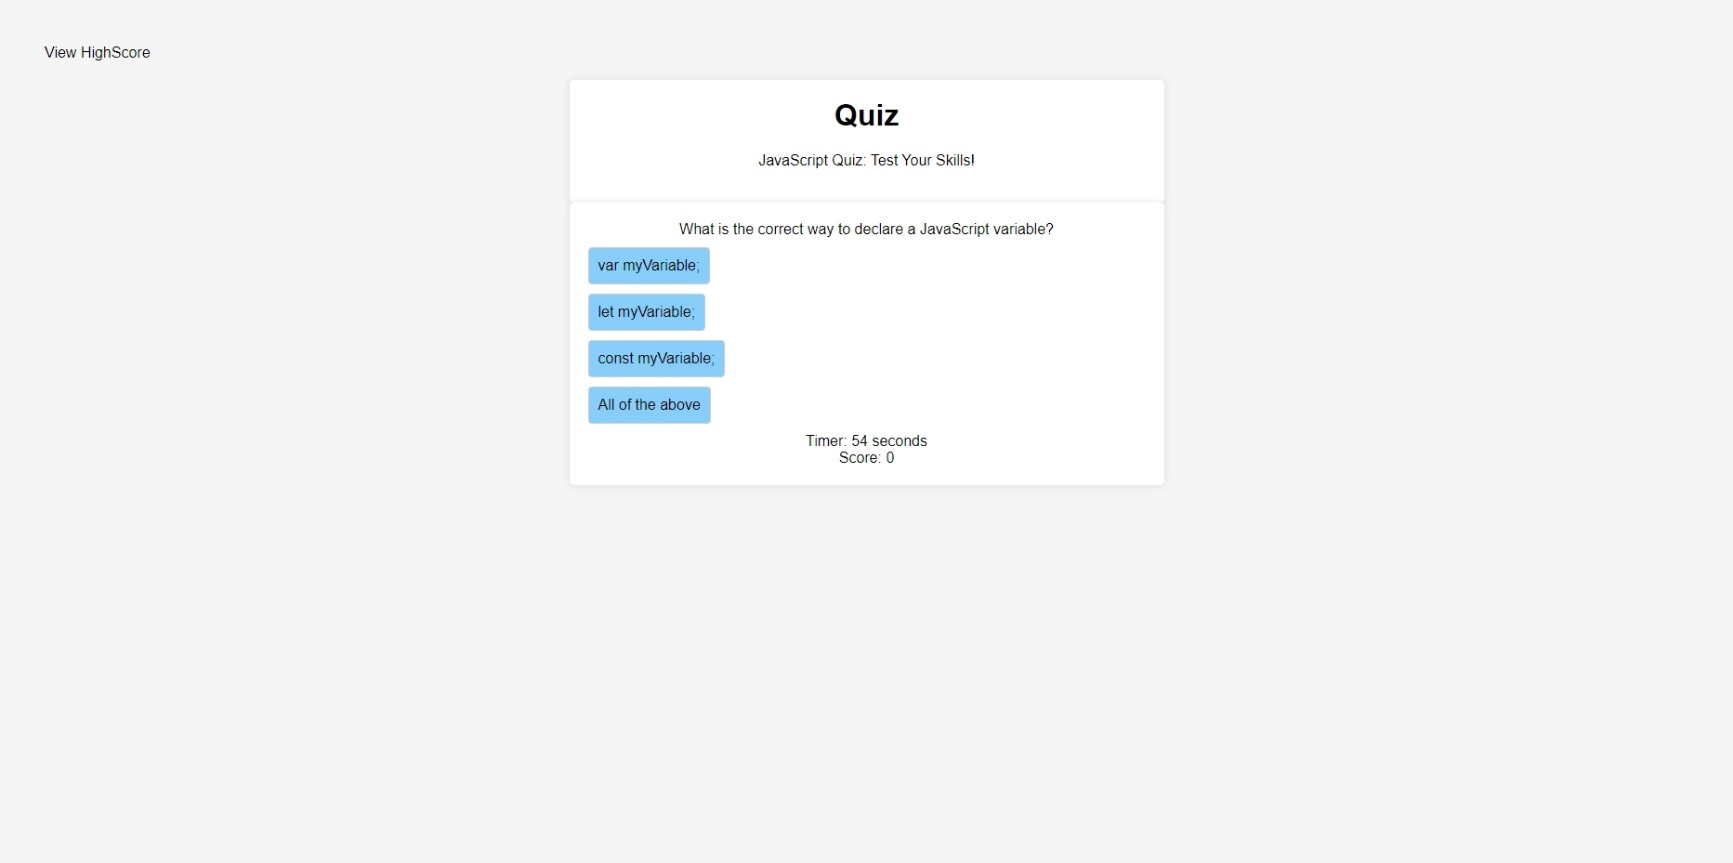 View HighScore
Quiz
JavaScript Quiz: Test Your Skills!
What is the correct way to declare a JavaScript variable?
var myVariable;
let myVariable;
const myVariable;
All of the above
Timer: 54 seconds
Score: 0